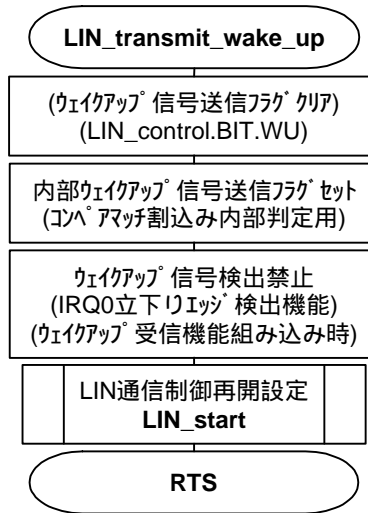 LIN_transmit_wake_up
(ｳｪｲｸｱｯﾌﾟ信号送信ﾌﾗｸﾞｸﾘｱ)
(LIN_control.BIT.WU)
内部ｳｪｲｸｱｯﾌﾟ信号送信ﾌﾗｸﾞｾｯﾄ
(ｺﾝﾍﾟｱﾏｯﾁ割込み内部判定用)
ｳｪｲｸｱｯﾌﾟ信号検出禁止
(IRQ0立下りｴｯｼﾞ検出機能)
(ｳｪｲｸｱｯﾌﾟ受信機能組み込み時)
LIN通信制御再開設定
LIN_start
RTS